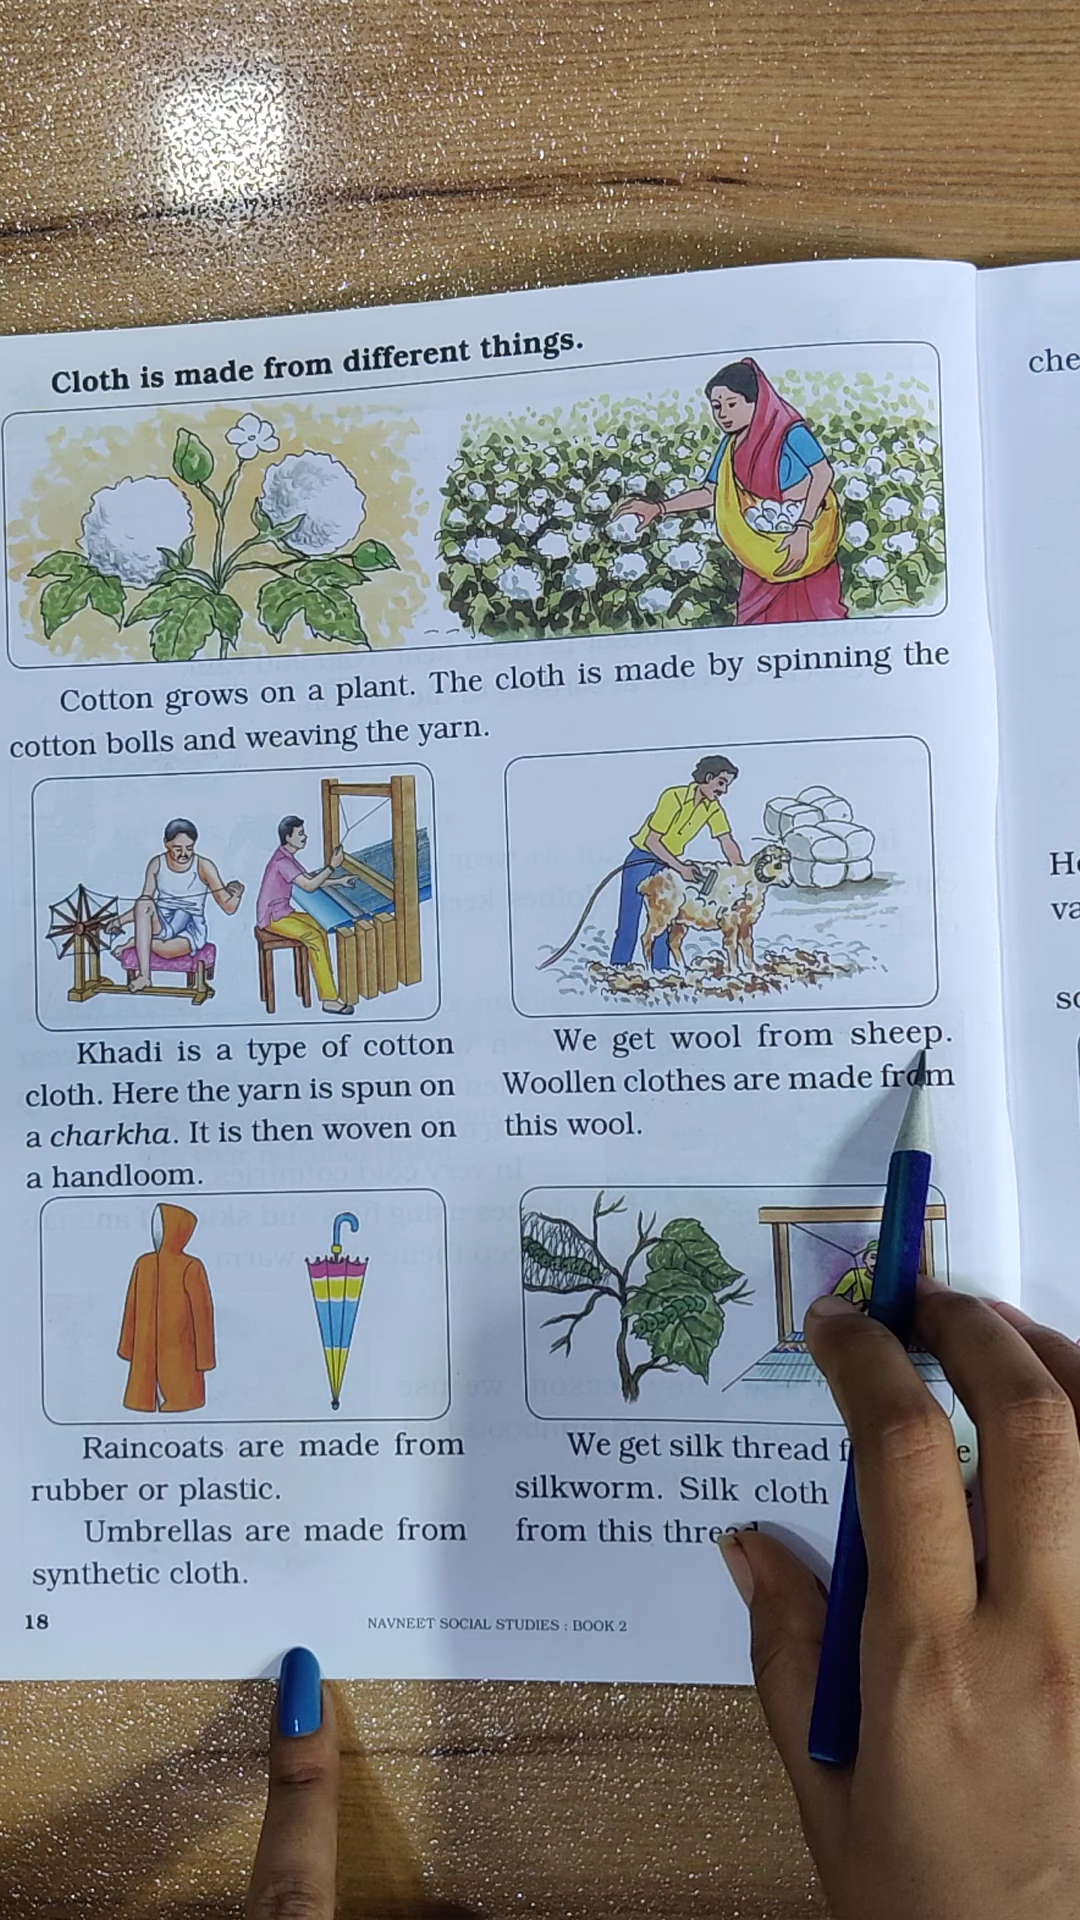 Cloth is made from different things.
Cotton grows on a plant. The cloth is made by spinning the
cotton bolls and weaving the yarn.
Khadi is a type of cotton
cloth. Here the yarn is spun on
a charkha. It is then woven on
a handloom.
We get wool from sheep.
Woollen clothes are made from
this wool.
Raincoats are made from
rubber or plastic.
Umbrellas are made from
synthetic cloth.
We get silk thread
silkworm. Silk cloth
from this thread
18
NAVNEET SOCIAL STUDIES : BOOK 2